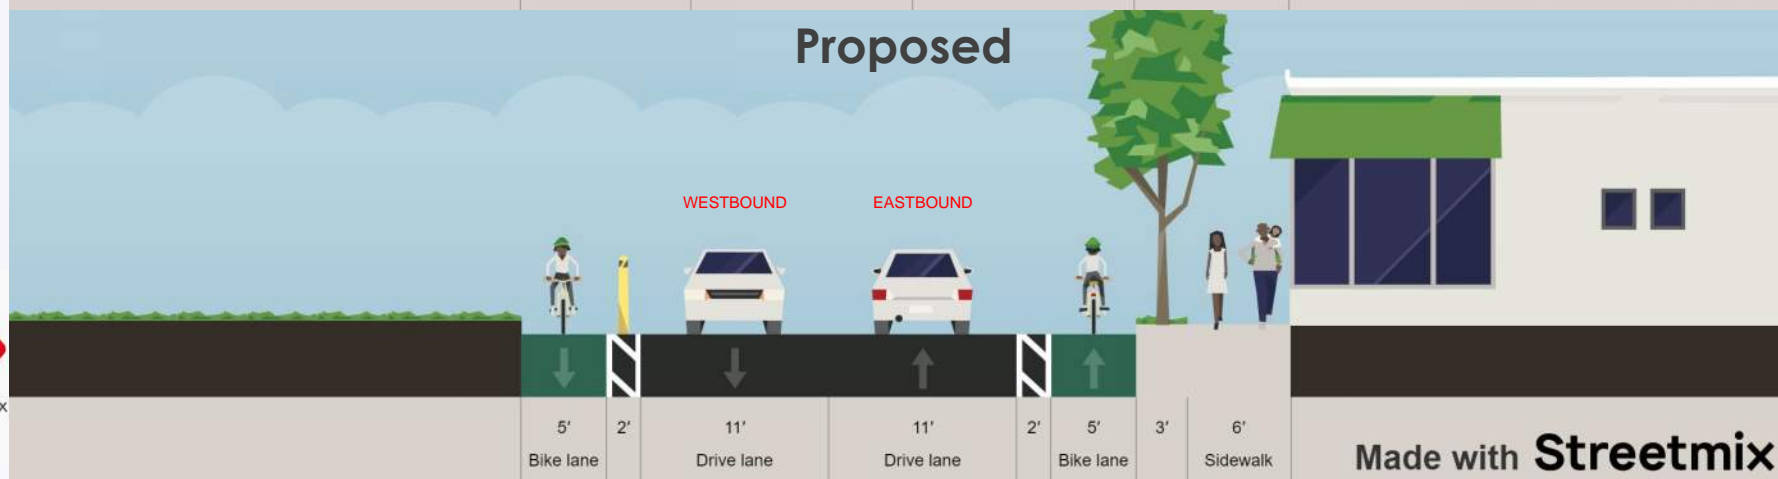 Proposed
WESTBOUND
EASTBOUND
5' 2' 11' 11' 2' 5' 3' 6'
Bike lane Drive lane Drive lane Bike lane Sidewalk
Made with Streetmix